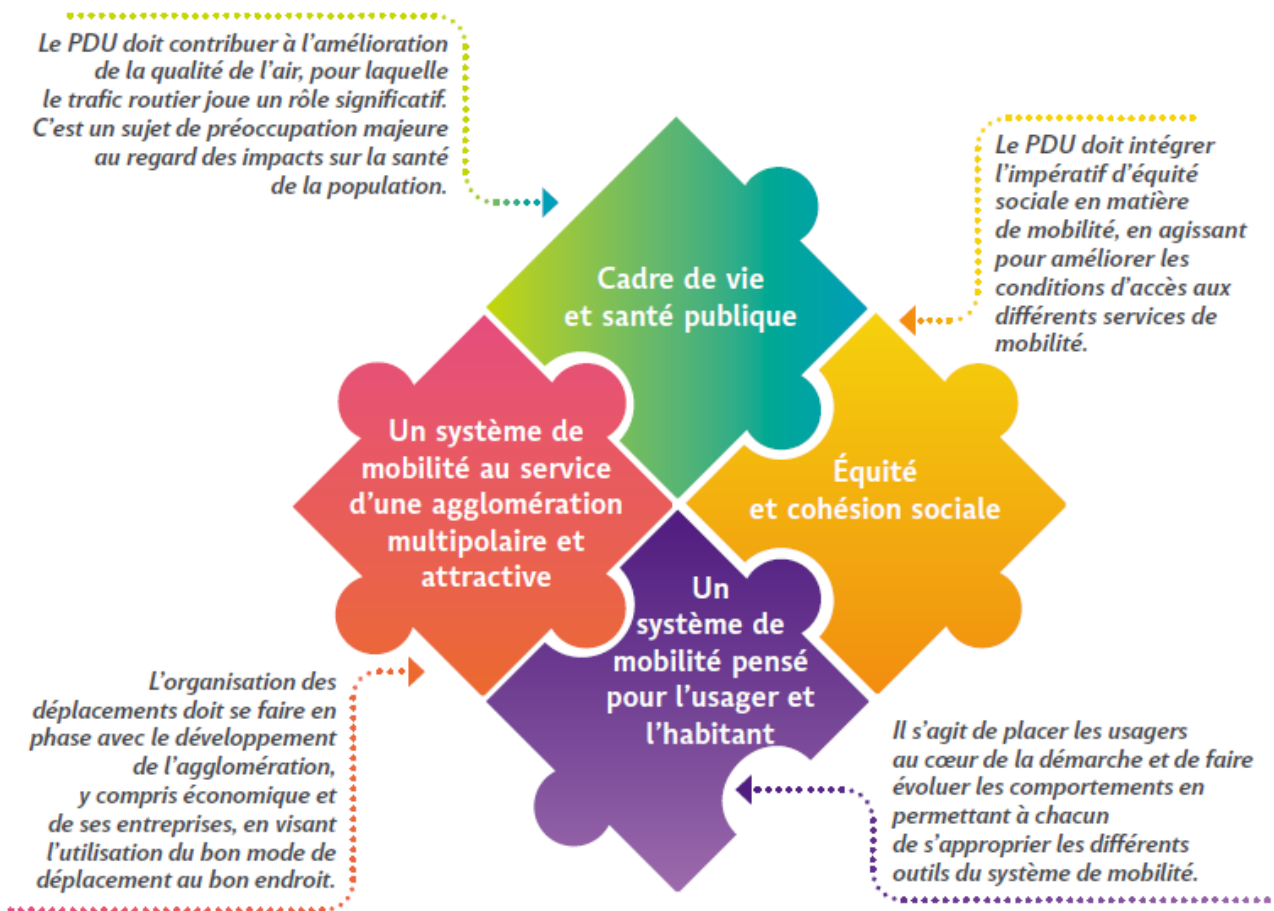 Le PDU doit contribuer à l'amélioration
de la qualité de l'air, pour laquelle
le trafic routier joue un rôle significatif.
C'est un sujet de préoccupation majeure
au regard des impacts sur la santé
de la population.
Le PDU doit intégrer
l'impératif d'équité
sociale en matière
de mobilité, en agissant
pour améliorer les
conditions d'accès aux
différents services de
mobilité.
Cadre de vie
et santé publique
Un système de
mobilité au service
d'une agglomération
multipolaire et
attractive
Équité
et cohésion sociale
Un
système de
mobilité pensé
pour l'usager et
l'habitant
L'organisation des
déplacements doit se faire en
phase avec le développement
de l'agglomération,
y compris économique et
de ses entreprises, en visant
l'utilisation du bon mode de
déplacement au bon endroit.
Il s'agit de placer les usagers
au cœur de la démarche et de faire
évoluer les comportements en
permettant à chacun
de s'approprier les différents
outils du système de mobilité.